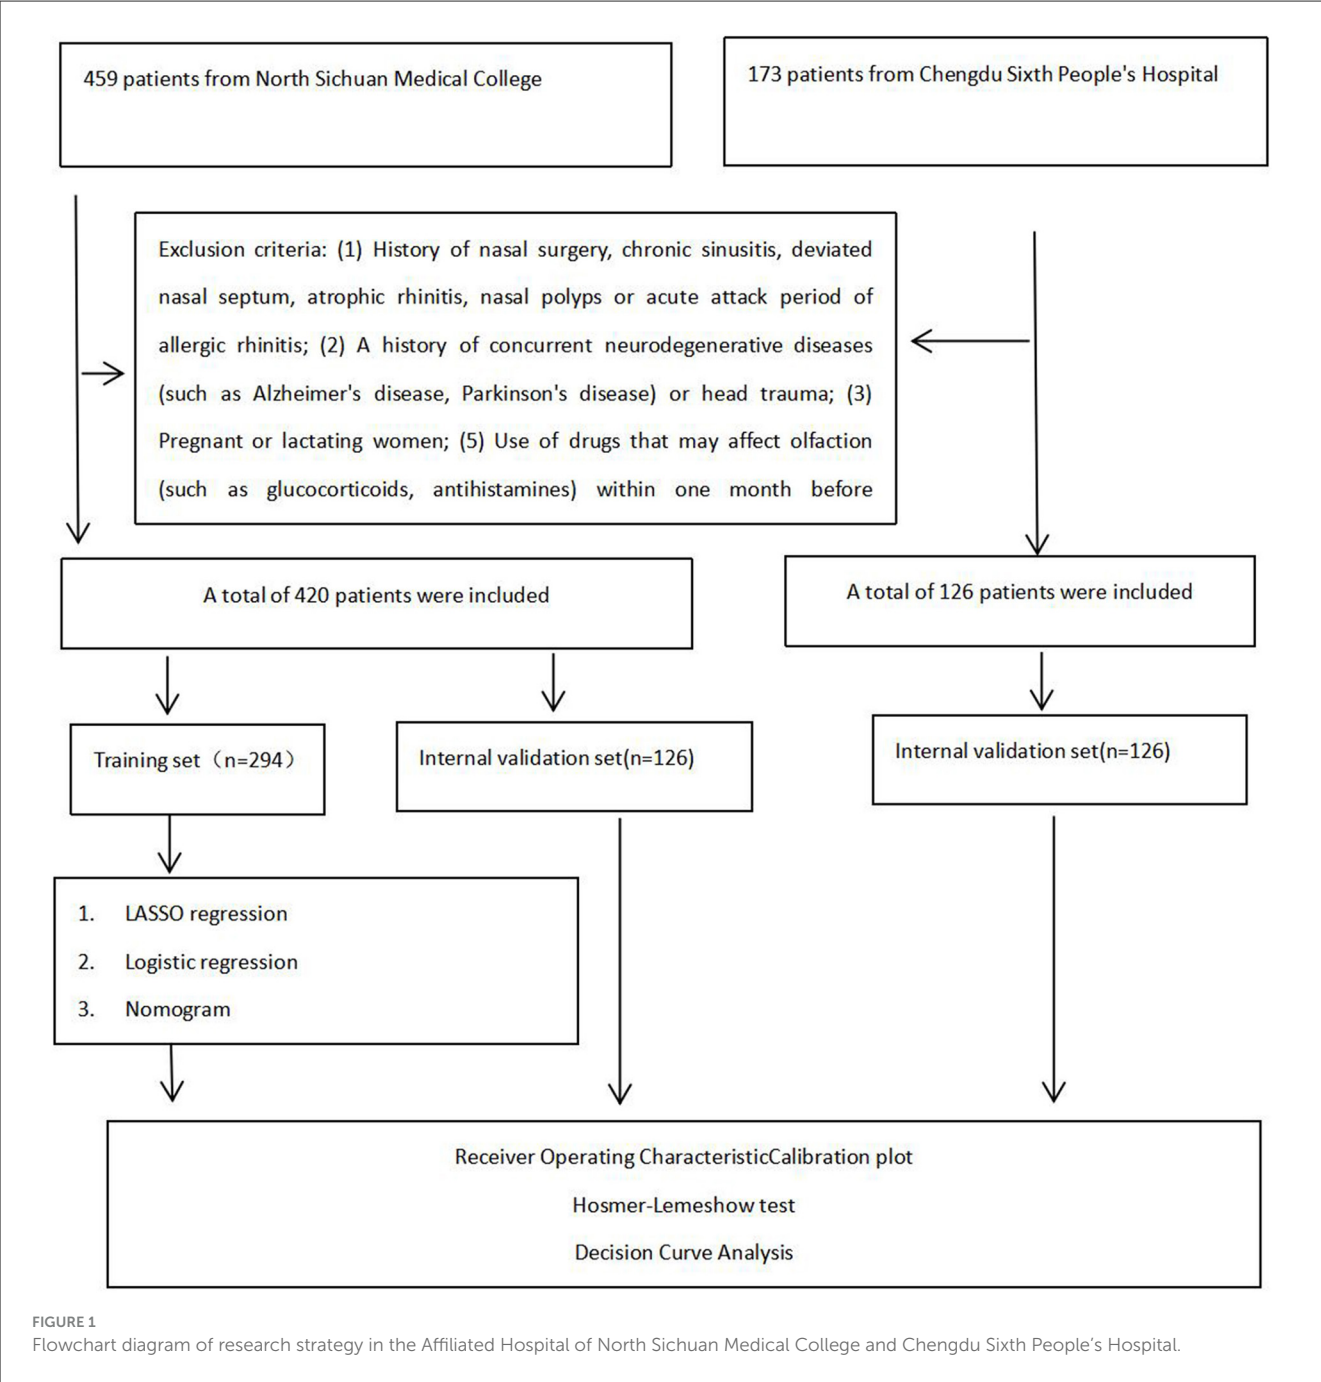 459 patients from North Sichuan Medical College
173 patients from Chengdu Sixth People's Hospital
Exclusion criteria: (1) History of nasal surgery, chronic sinusitis, deviated
nasal septum, atrophic rhinitis, nasal polyps or acute attack period of
allergic rhinitis; (2) A history of concurrent neurodegenerative diseases
(such as Alzheimer's disease, Parkinson's disease) or head trauma; (3)
Pregnant or lactating women; (5) Use of drugs that may affect olfaction
(such as glucocorticoids, antihistamines) within one month before
A total of 420 patients were included
A total of 126 patients were included
Training set（n=294）
Internal validation set(n=126)
Internal validation set(n=126)
1. LASSO regression
2. Logistic regression
3. Nomogram
Receiver Operating CharacteristicCalibration plot
Hosmer-Lemeshow test
Decision Curve Analysis
FIGURE 1
Flowchart diagram of research strategy in the Affiliated Hospital of North Sichuan Medical College and Chengdu Sixth People's Hospital.